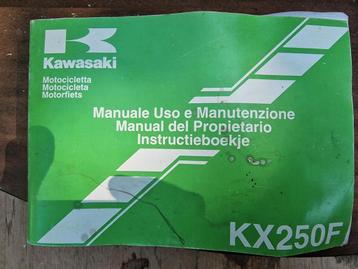 Kawasaki
Motocicletta
Motocicleta
Motorfiets
Manuale Uso e Manutenzione
Manual del Propietario
Instructieboekje
KX250F